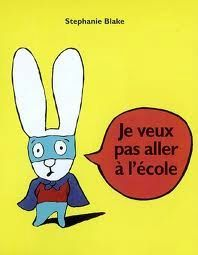 Stephanie Blake
Je veux
pas aller
à l'école